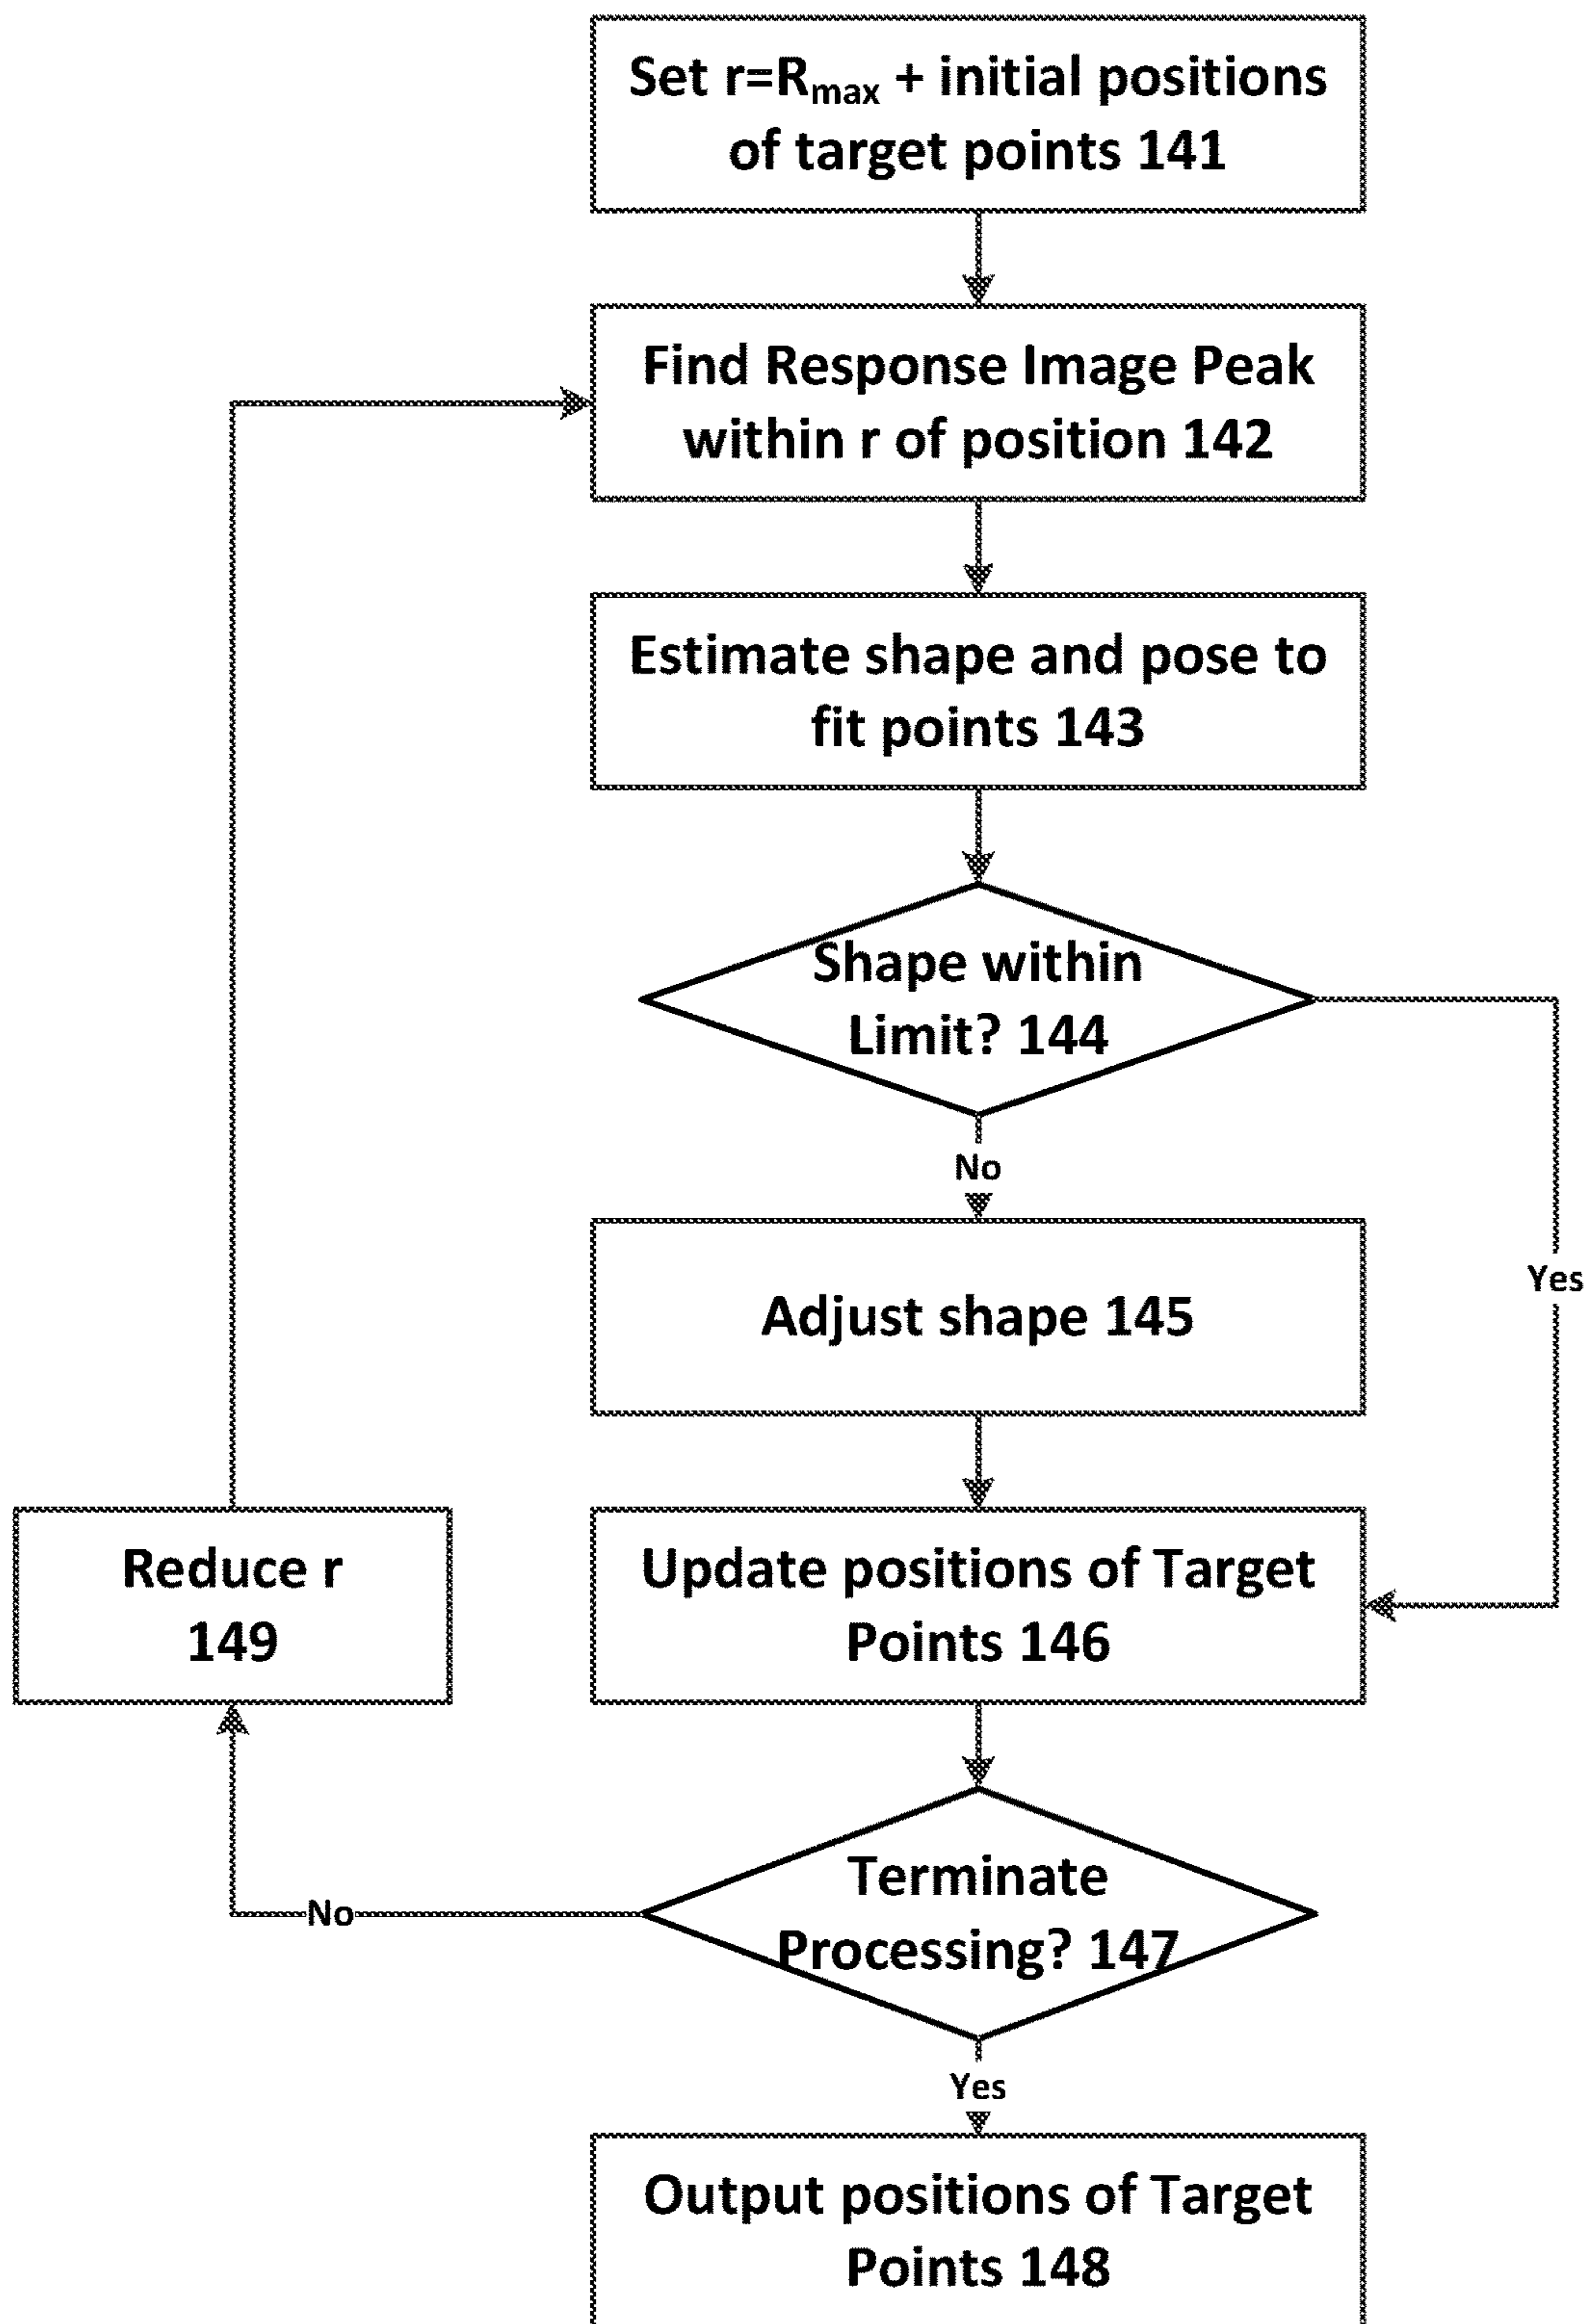 Set r=Rmax + initial positions
of target points 141
Find Response Image Peak
within r of position 142
Estimate shape and pose to
fit points 143
Shape within
Limit? 144
No
Yes
Adjust shape 145
Update positions of Target
Points 146
Reduce r
149
Terminate
Processing? 147
No
Yes
Output positions of Target
Points 148